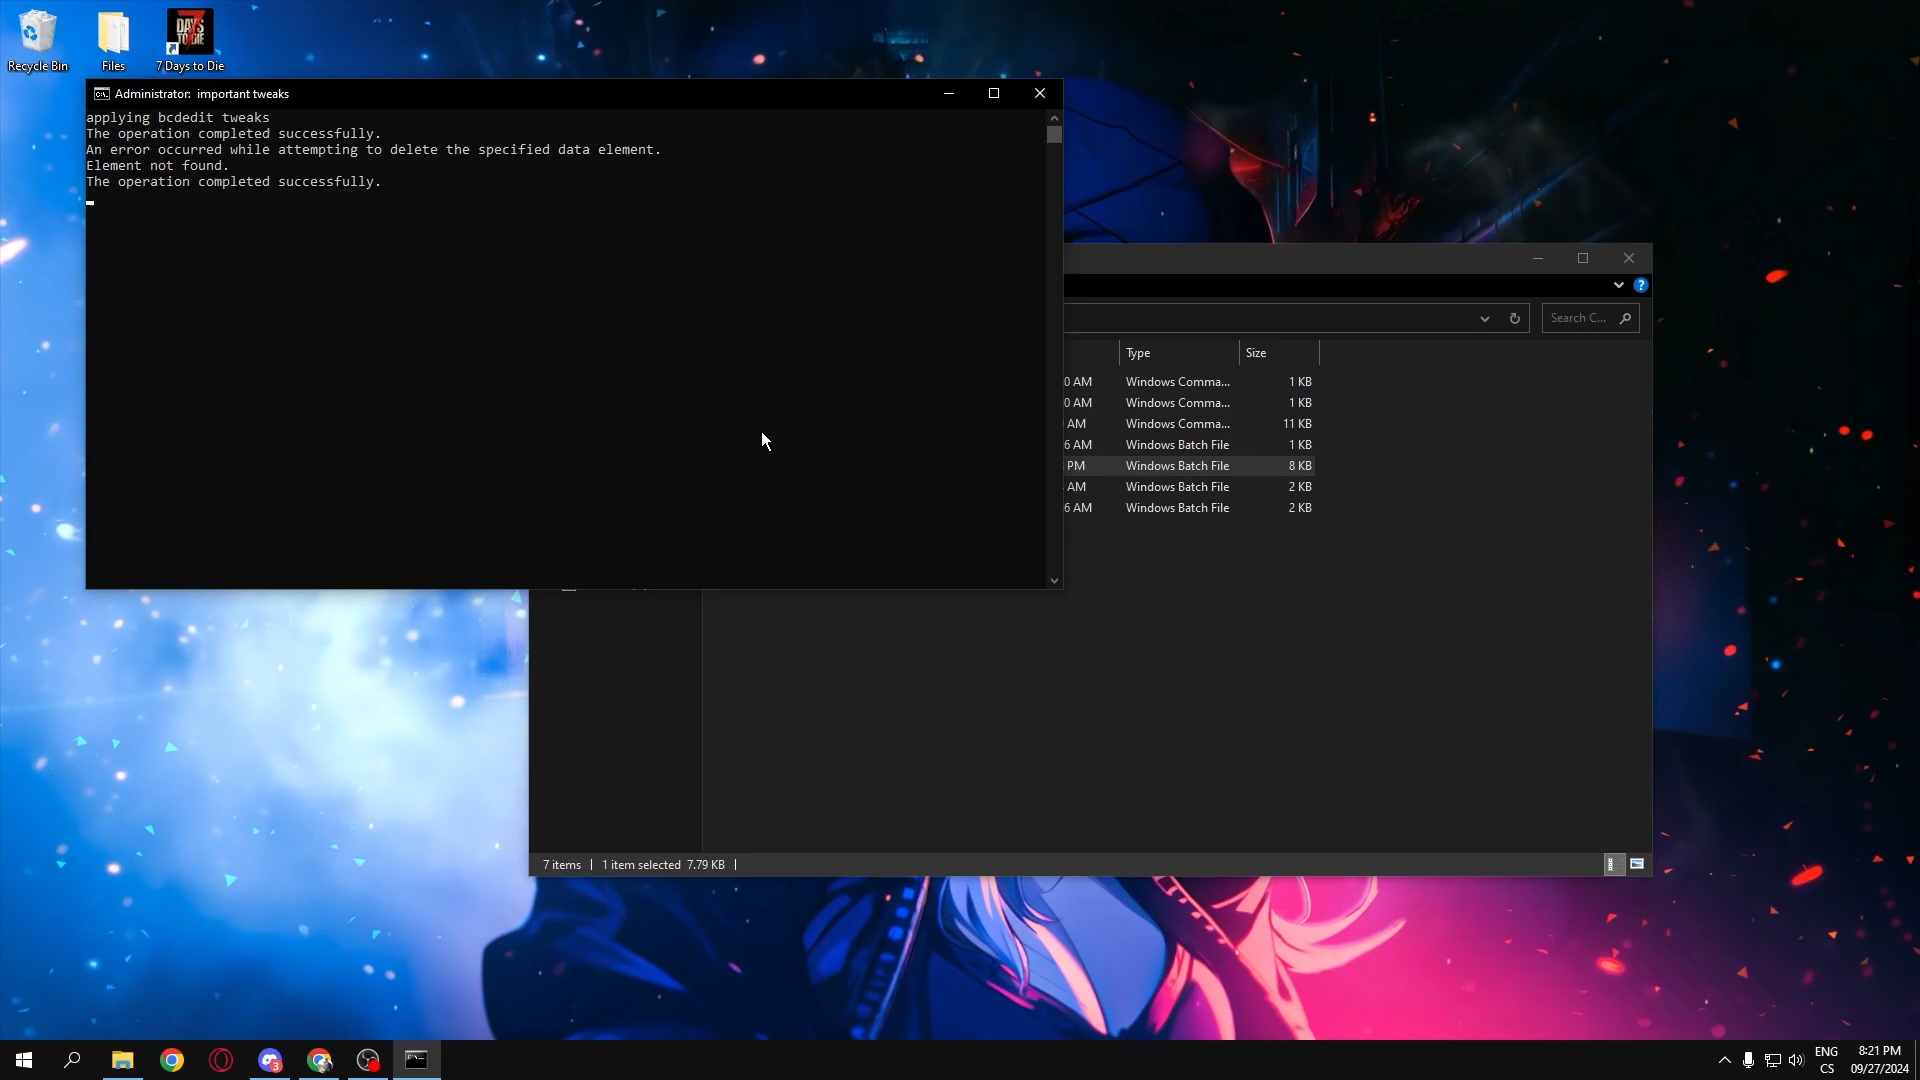 Recycle Bin
Files
DAYS TO DIE
7 Days to Die
Administrator: important tweaks
applying bcdedit tweaks
The operation completed successfully.
An error occurred while attempting to delete the specified data element.
Element not found.
The operation completed successfully.
Search C...
Type Size
0 AM Windows Comma... 1 KB
0 AM Windows Comma... 1 KB
AM Windows Comma... 11 KB
6 AM Windows Batch File 1 KB
PM Windows Batch File 8 KB
AM Windows Batch File 2 KB
6 AM Windows Batch File 2 KB
7 items 1 item selected 7.79 KB
3
ENG
CS
8:21 PM
09/27/2024